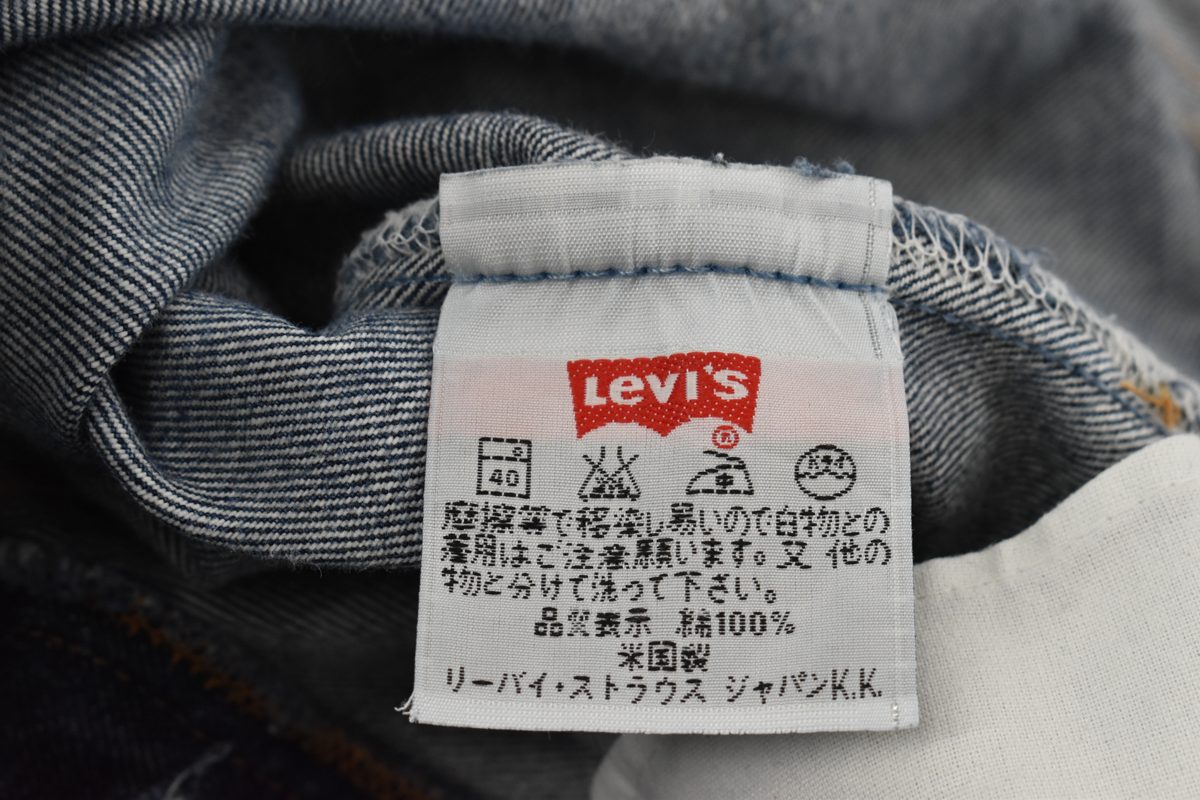 LEVI'S
®
40
摩擦等で移染し易いので白物との
着用はご注意願います。又 他の
物と分けて洗って下さい。
品質表示 綿100%
米国製
リーバイ・ストラウス ジャパンK.K.